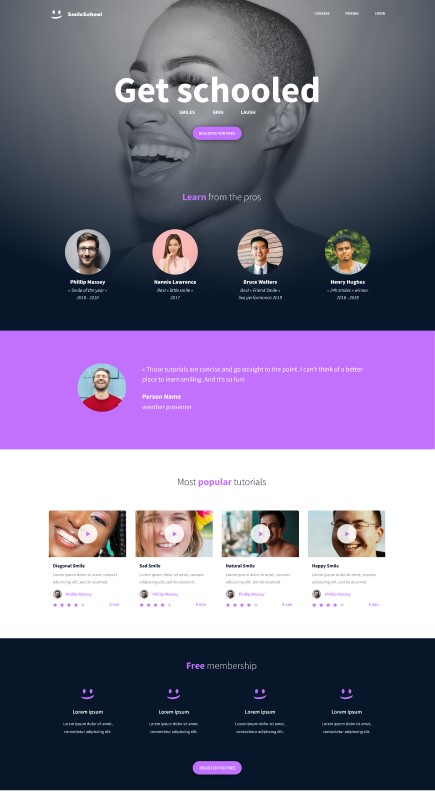 SmileSchool
COURSES PRICING LOGIN
Get schooled
SMILES GRIN LAUGH
REGISTER FOR FREE
Learn from the pros
Phillip Massey Nannie Lawrence Bruce Walters Henry Hughes
« Smile of the year » Best « little smile » Best « Friend Smile » « 24h smiles » winner
2018 - 2019 2017 live performance 2018 2016 - 2018
« Those tutorials are concise and go straight to the point. I can't think of a better
place to learn smiling. And it's so fun!
Person Name
weather presenter
Most popular tutorials
Diagonal Smile Sad Smile Natural Smile Happy Smile
Lorem ipsum dolor sit amet, consect Lorem ipsum dolor sit amet, consect Lorem ipsum dolor sit amet, consect Lorem ipsum dolor sit amet, consect
adipiscing elit, sed do eiusmod. adipiscing elit, sed do eiusmod. adipiscing elit, sed do eiusmod. adipiscing elit, sed do eiusmod.
Phillip Massey Phillip Massey Phillip Massey Phillip Massey
8 min 8 min 8 min 8 min
Free membership
Lorem ipsum Lorem ipsum Lorem ipsum Lorem ipsum
Lorem ipsum dolor sit amet, Lorem ipsum dolor sit amet, Lorem ipsum dolor sit amet, Lorem ipsum dolor sit amet,
consectetur adipiscing elit. consectetur adipiscing elit. consectetur adipiscing elit. consectetur adipiscing elit.
REGISTER FOR FREE